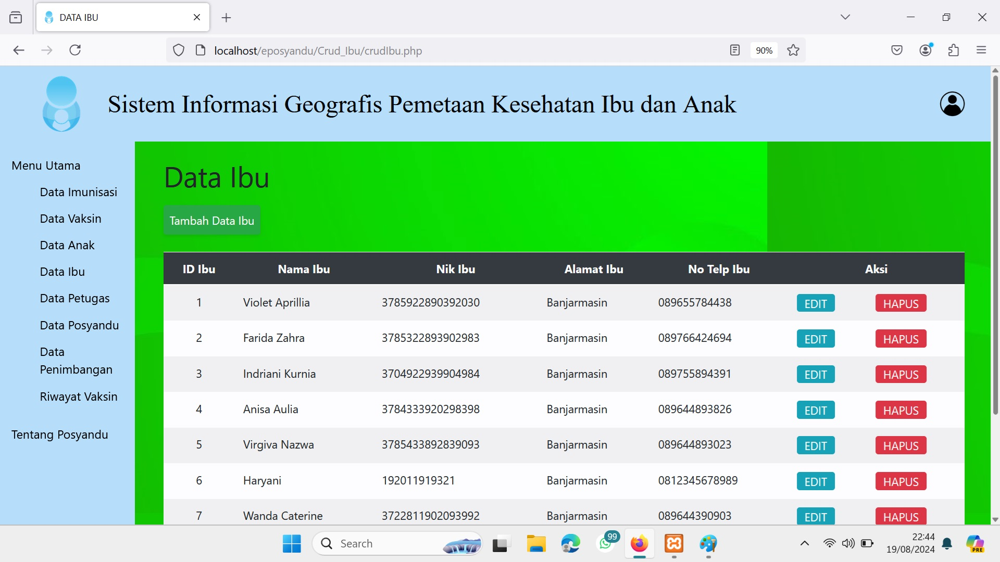 DATA IBU
localhost/eposyandu/Crud_Ibu/crudIbu.php
90%
Sistem Informasi Geografis Pemetaan Kesehatan Ibu dan Anak
Menu Utama
Data Imunisasi
Data Vaksin
Data Anak
Data Ibu
Data Petugas
Data Posyandu
Data
Penimbangan
Riwayat Vaksin
Tentang Posyandu
Data Ibu
Tambah Data Ibu
ID Ibu Nama Ibu Nik Ibu Alamat Ibu No Telp Ibu Aksi
1 Violet Aprillia 3785922890392030 Banjarmasin 089655784438 EDIT HAPUS
2 Farida Zahra 3785322893902983 Banjarmasin 089766424694 EDIT HAPUS
3 Indriani Kurnia 3704922939904984 Banjarmasin 089755894391 EDIT HAPUS
4 Anisa Aulia 3784333920298398 Banjarmasin 089644893826 EDIT HAPUS
5 Virgiva Nazwa 3785433892839093 Banjarmasin 089644893023 EDIT HAPUS
6 Haryani 192011919321 Banjarmasin 0812345678989 EDIT HAPUS
7 Wanda Caterine 3722811902093992 Banjarmasin 089644390903 EDIT HAPUS
Search
99
22:44
19/08/2024
PRE